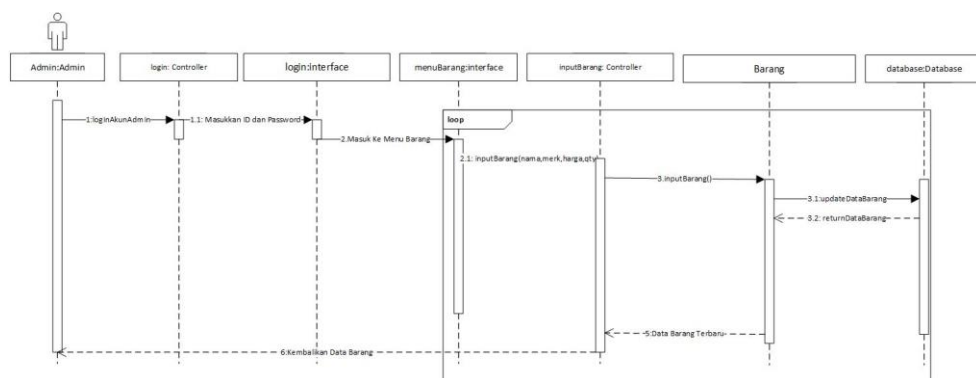 Admin:Admin
login: Controller
login:interface
menuBarang:interface
inputBarang: Controller
Barang
database:Database
loop
1:loginAkunAdmin
1.1: Masukkan ID dan Password
2.Masuk Ke Menu Barang
2.1: inputBarang(nama,merk,harga,qty
3.inputBarang()
3.1:updateDataBarang
3.2: returnDataBarang
5:Data Barang Terbaru
6:Kembalikan Data Barang